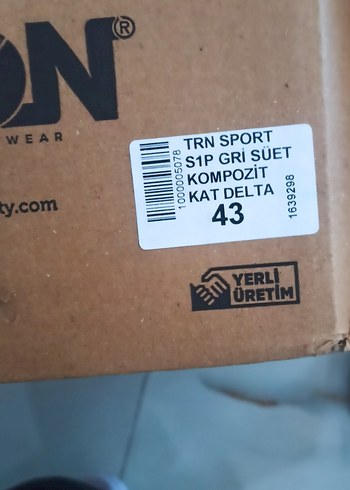 ON®
WEAR
ty.com
TRN SPORT
S1P GRİ SÜET
KOMPOZİT
KAT DELTA
43
1000005078
1639298
YERLİ
ÜRETİM